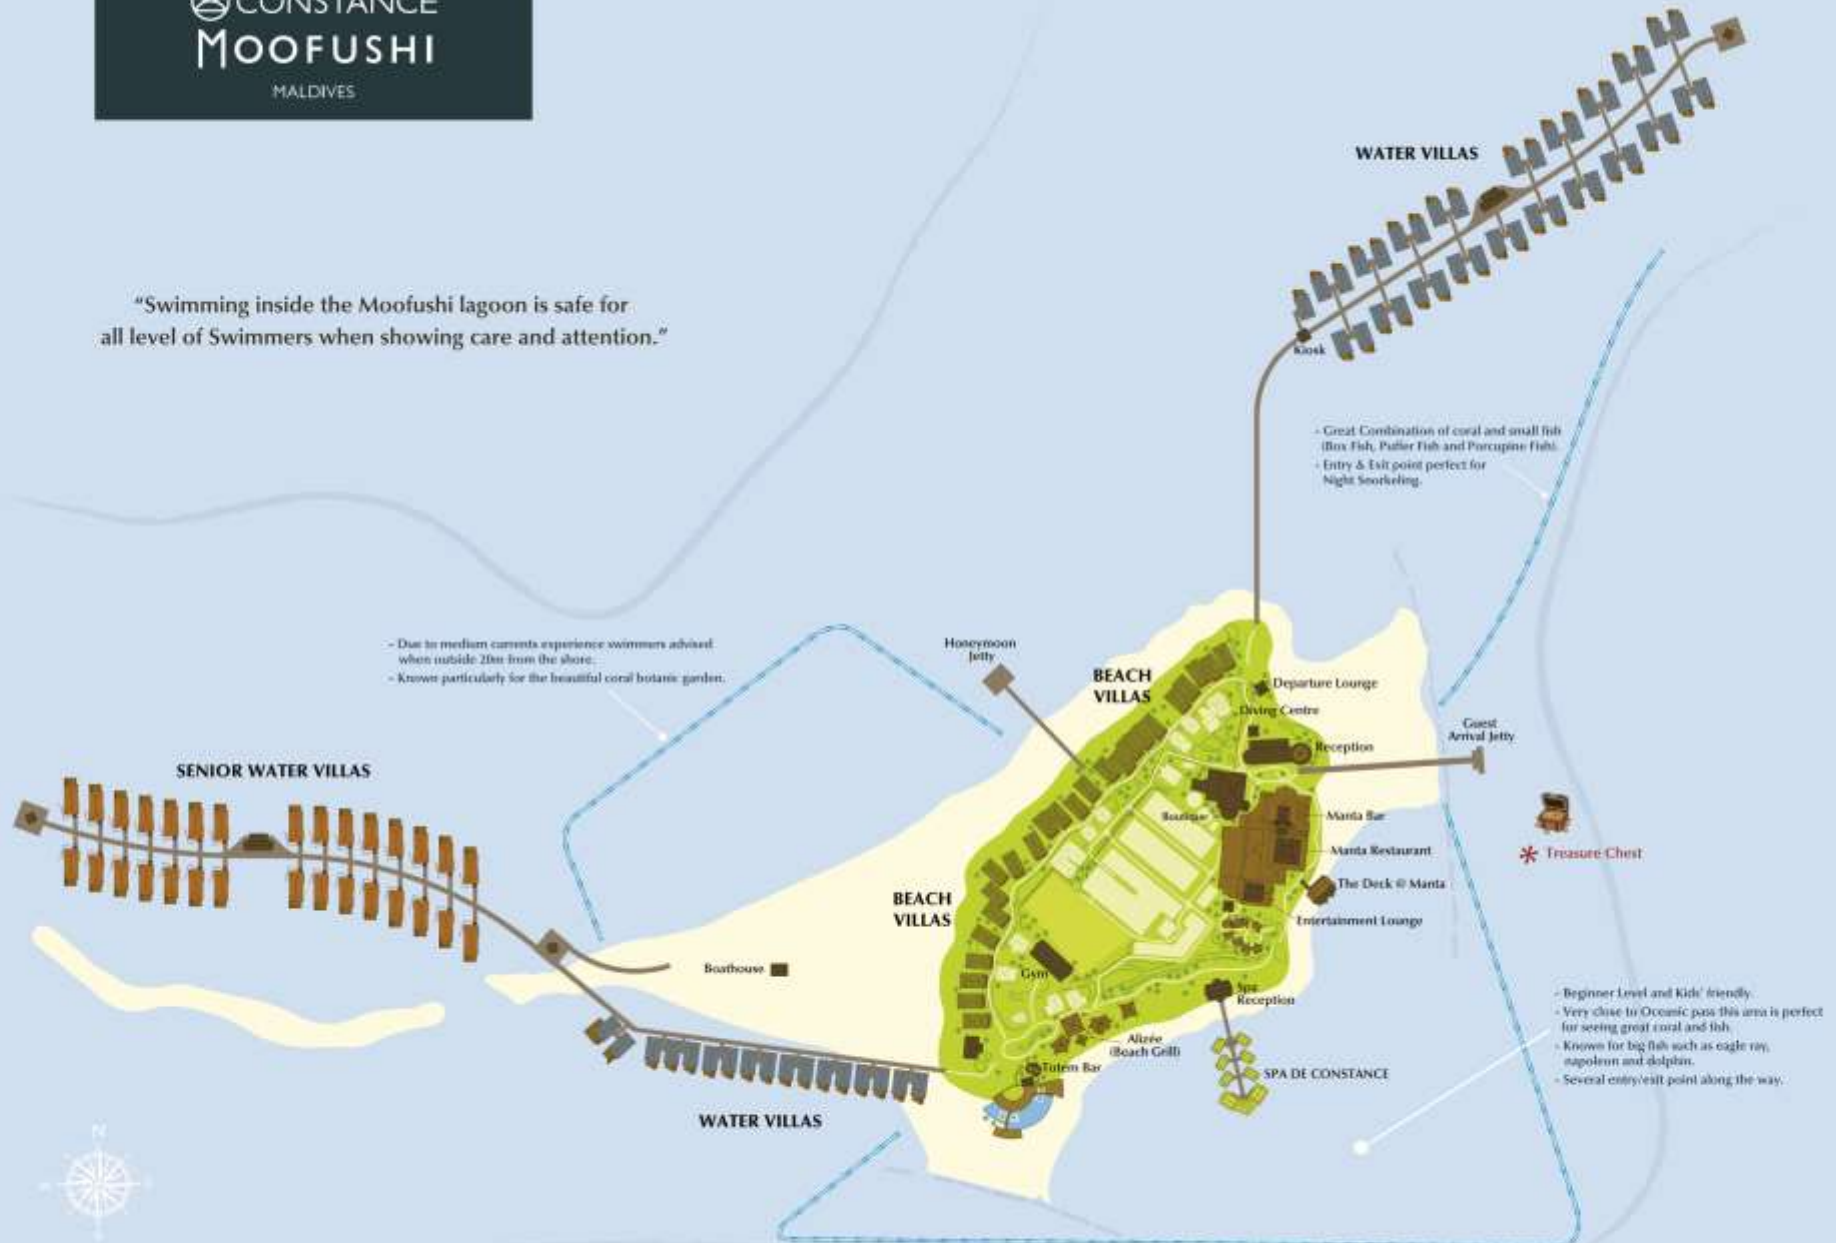 CONSTANCE
MOOFUSHI
MALDIVES
WATER VILLAS
"Swimming inside the Moofushi lagoon is safe for
all level of Swimmers when showing care and attention."
Kiosk
- Great Combination of coral and small fish
(Box Fish, Puffer Fish and Porcupine Fish).
- Entry & Exit point perfect for
Night Snorkeling.
- Due to medium currents experience swimmers advised
when outside 20m from the shore.
- Known particularly for the beautiful coral botanic garden.
Honeymoon
Jetty
BEACH
VILLAS
Departure Lounge
Diving Centre
Guest
Arrival Jetty
Reception
SENIOR WATER VILLAS
Boutique
Manta Bar
Manta Restaurant
Treasure Chest
The Deck @ Manta
BEACH
VILLAS
Entertainment Lounge
Boathouse
Gym
Spa
Reception
- Beginner Level and Kids' friendly.
- Very close to Oceanic pass this area is perfect
for seeing great coral and fish.
- Known for big fish such as eagle ray,
napoleon and dolphin.
- Several entry/exit point along the way.
Alizée
(Beach Grill)
Totem Bar
SPA DE CONSTANCE
WATER VILLAS
N